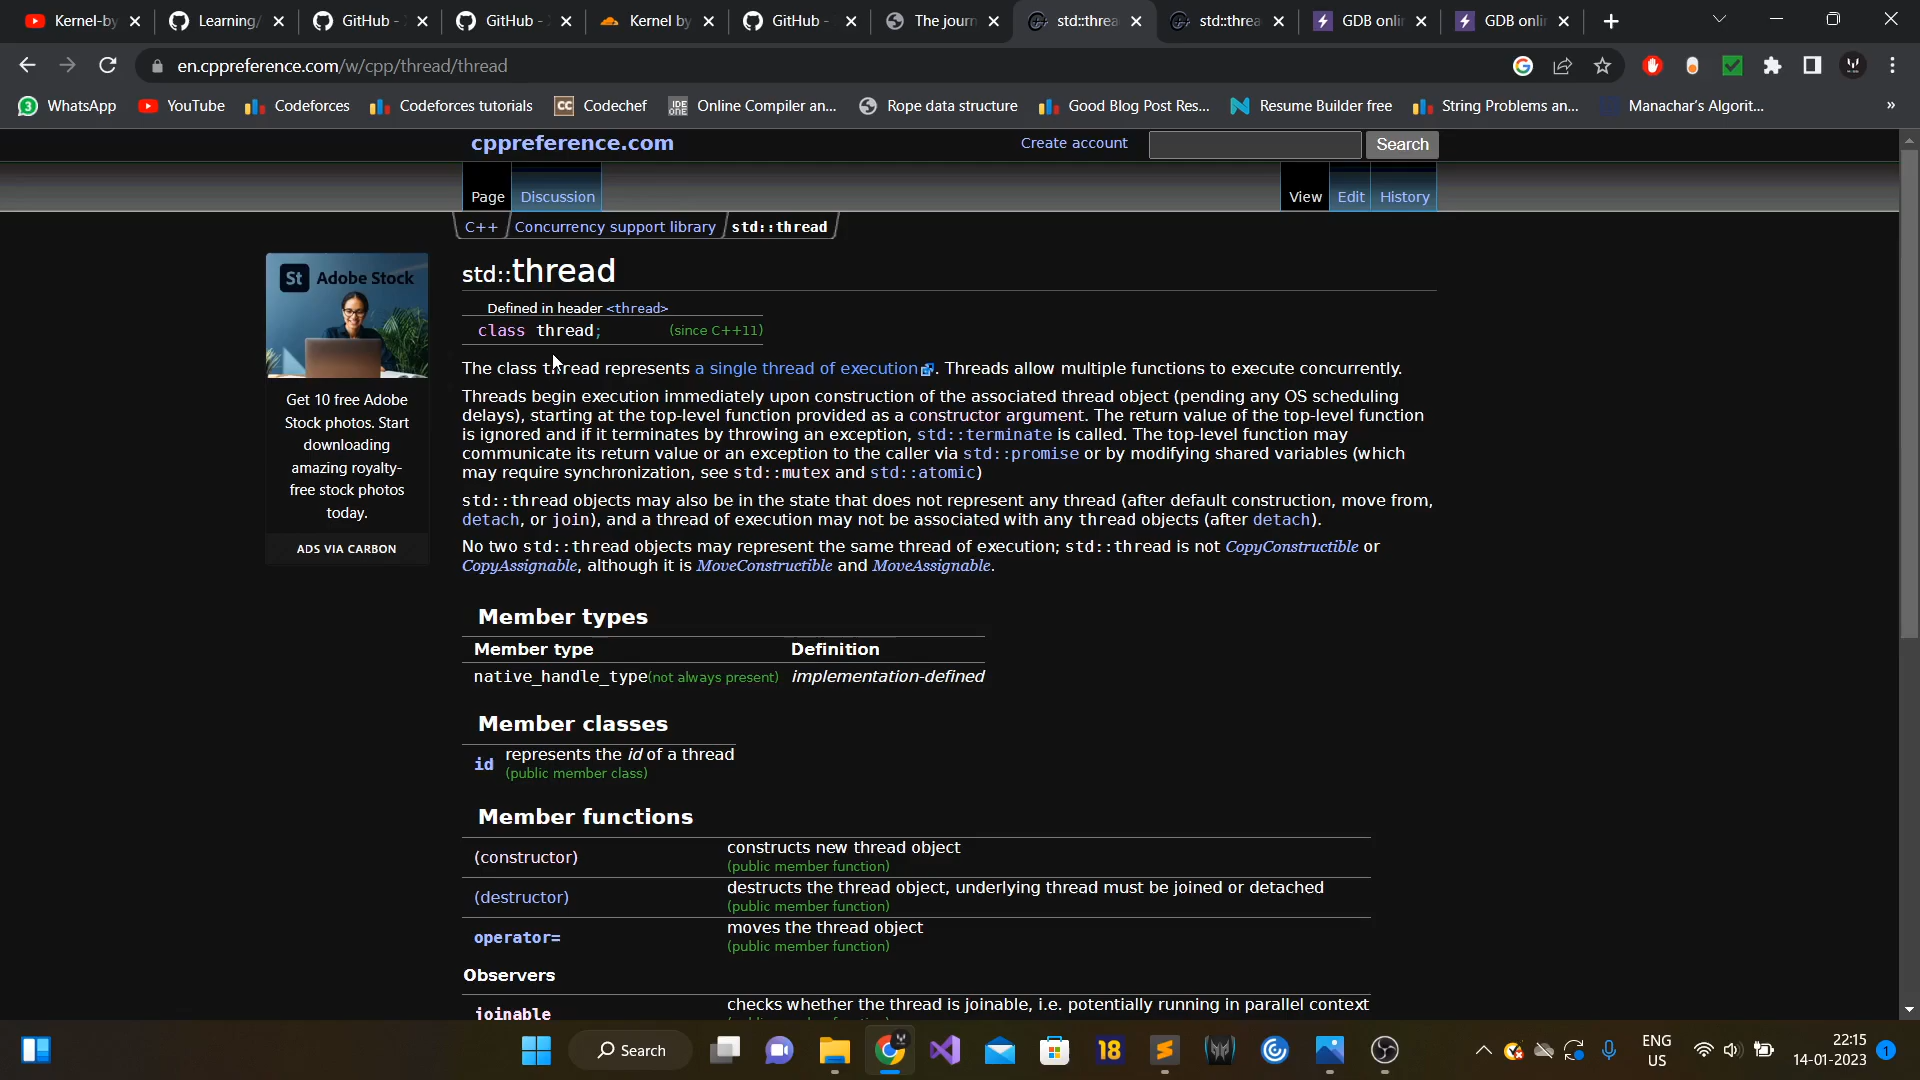 Kernel-by
Learning/
GitHub -
GitHub -
Kernel by
GitHub -
The journ
std::threa
std::threa
GDB onlin
GDB onlin
en.cppreference.com/w/cpp/thread/thread
3 WhatsApp
YouTube
Codeforces
Codeforces tutorials
CC Codechef
IDE ONE Online Compiler an...
Rope data structure
Good Blog Post Res...
Resume Builder free
String Problems an...
Manachar's Algorit...
»
cppreference.com
Create account
Search
Page
Discussion
View
Edit
History
C++
Concurrency support library
std::thread
St Adobe Stock
Get 10 free Adobe
Stock photos. Start
downloading
amazing royalty-
free stock photos
today.
ADS VIA CARBON
std::thread
Defined in header <thread>
class thread; (since C++11)
The class thread represents a single thread of execution. Threads allow multiple functions to execute concurrently.
Threads begin execution immediately upon construction of the associated thread object (pending any OS scheduling
delays), starting at the top-level function provided as a constructor argument. The return value of the top-level function
is ignored and if it terminates by throwing an exception, std::terminate is called. The top-level function may
communicate its return value or an exception to the caller via std::promise or by modifying shared variables (which
may require synchronization, see std::mutex and std::atomic)
std::thread objects may also be in the state that does not represent any thread (after default construction, move from,
detach, or join), and a thread of execution may not be associated with any thread objects (after detach).
No two std::thread objects may represent the same thread of execution; std::thread is not CopyConstructible or
CopyAssignable, although it is MoveConstructible and MoveAssignable.
Member types
Member type Definition
native_handle_type(not always present) implementation-defined
Member classes
id represents the id of a thread
(public member class)
Member functions
(constructor) constructs new thread object
(public member function)
(destructor) destructs the thread object, underlying thread must be joined or detached
(public member function)
operator= moves the thread object
(public member function)
Observers
joinable checks whether the thread is joinable, i.e. potentially running in parallel context
Search
18
ENG
US
22:15
14-01-2023
1